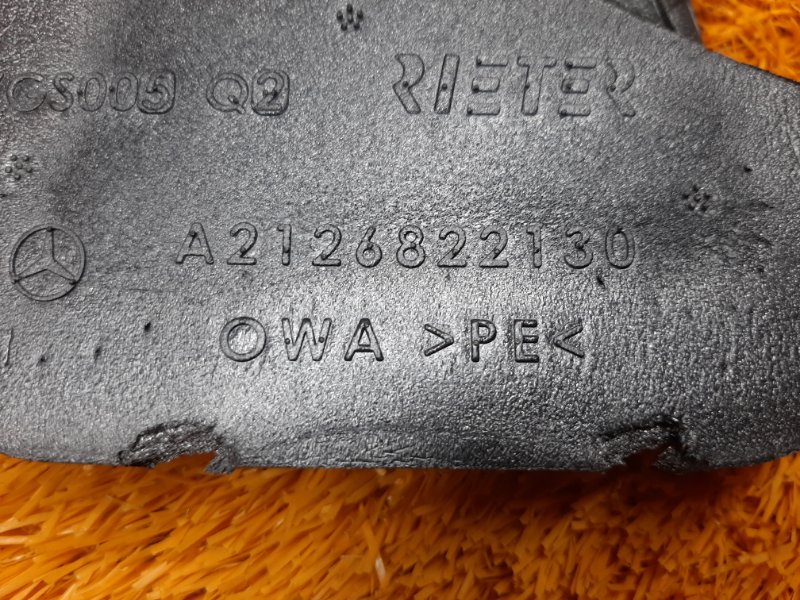 CS005 Q2 RIETER
A2126822130
OWA >PE<